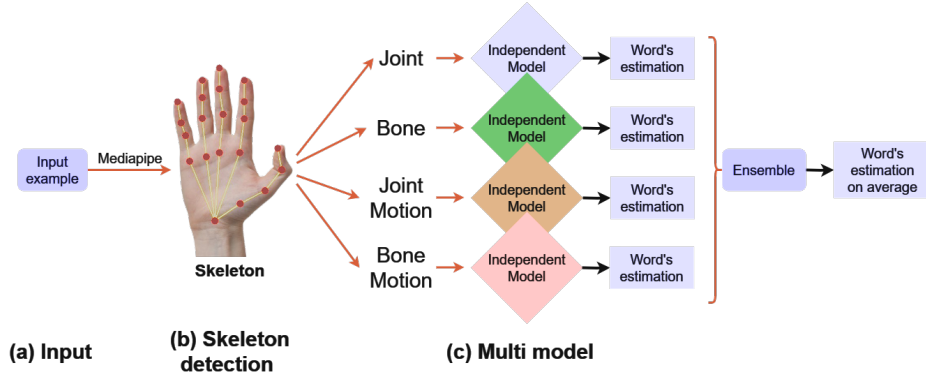 Input
example
Mediapipe
Skeleton
Joint
Bone
Joint
Motion
Bone
Motion
Independent
Model
Independent
Model
Independent
Model
Independent
Model
Word's
estimation
Word's
estimation
Word's
estimation
Word's
estimation
Ensemble
Word's
estimation
on average
(a) Input
(b) Skeleton
detection
(c) Multi model